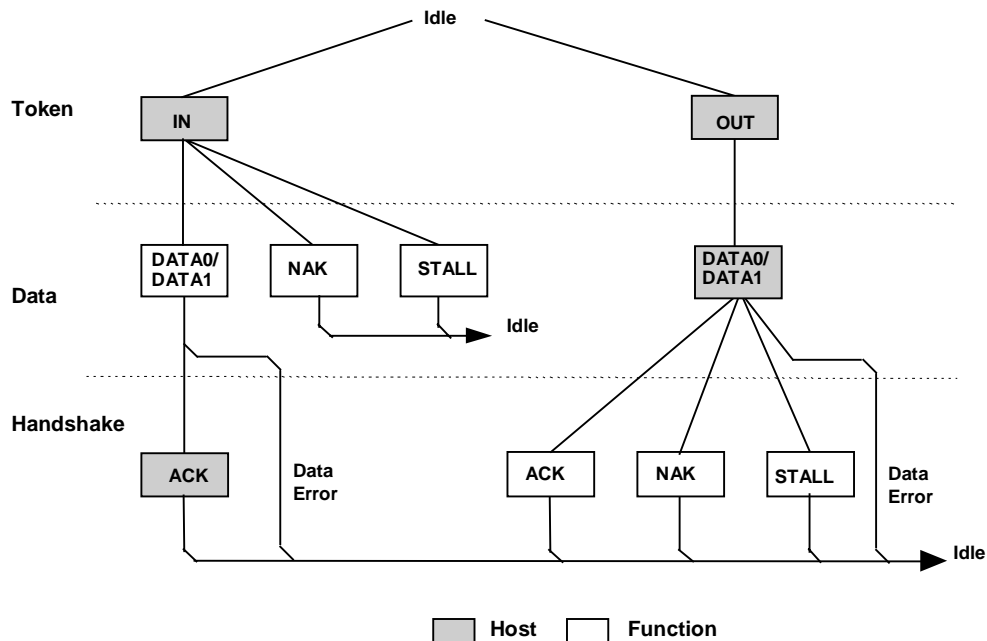 Idle
Token
IN
OUT
DATA0/
DATA1
NAK
STALL
DATA0/
DATA1
Data
Idle
Handshake
ACK
Data
Error
ACK
NAK
STALL
Data
Error
Idle
Host
Function